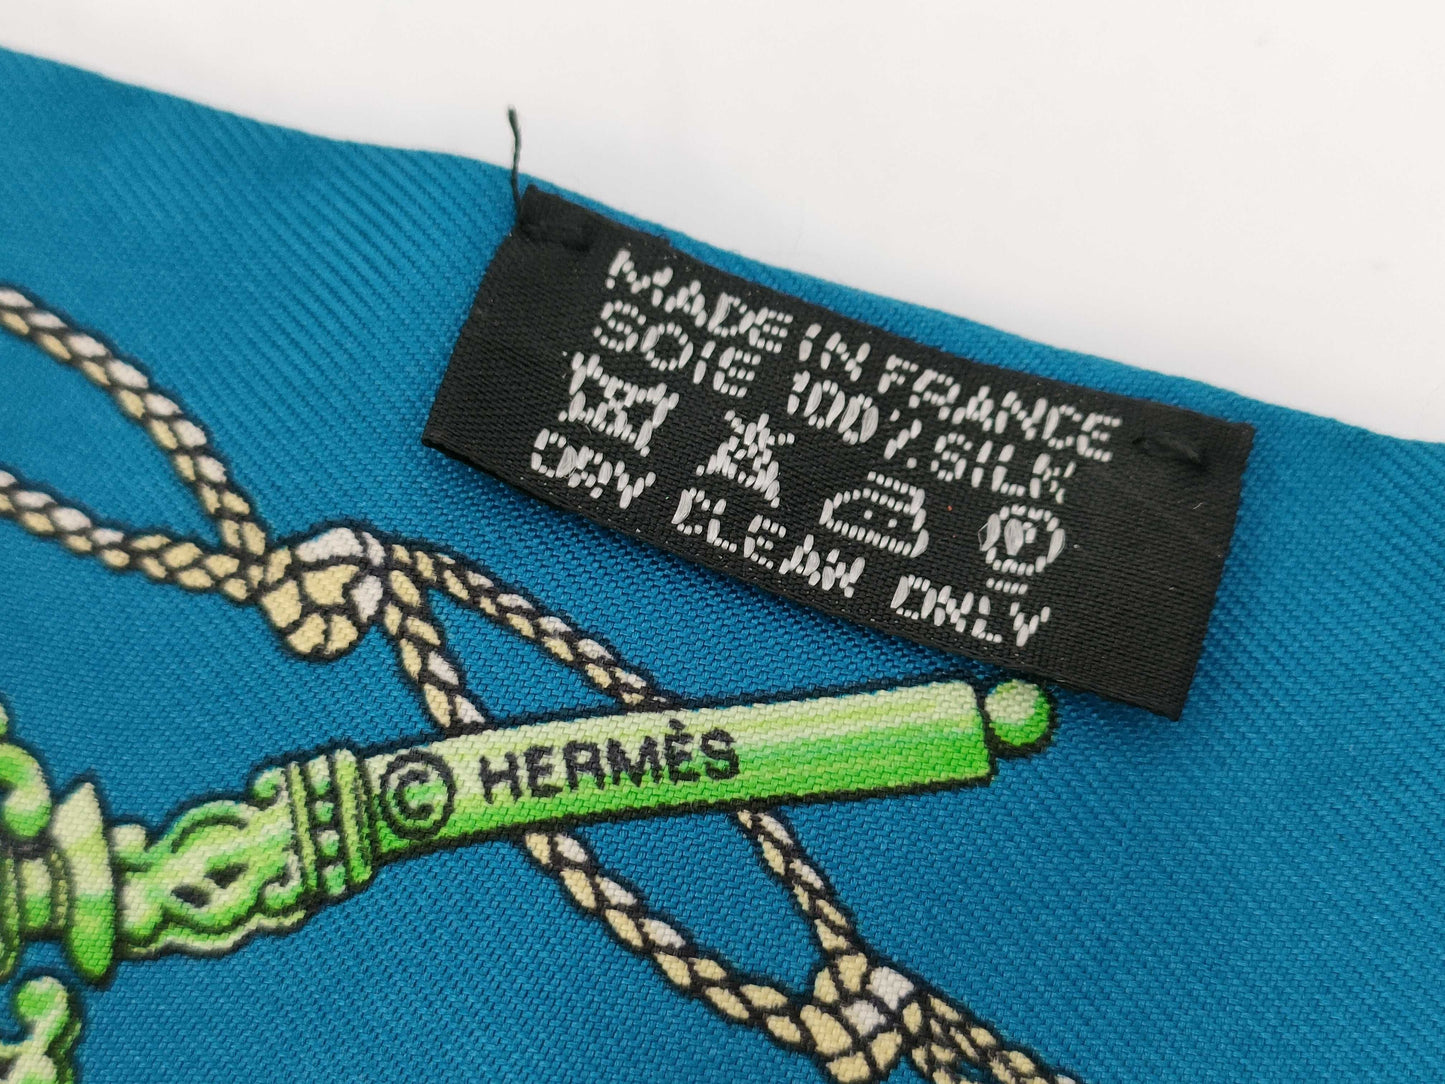 MADE IN FRANCE
SOIE 100% SILK
P
DRY CLEAN ONLY
© HERMÈS